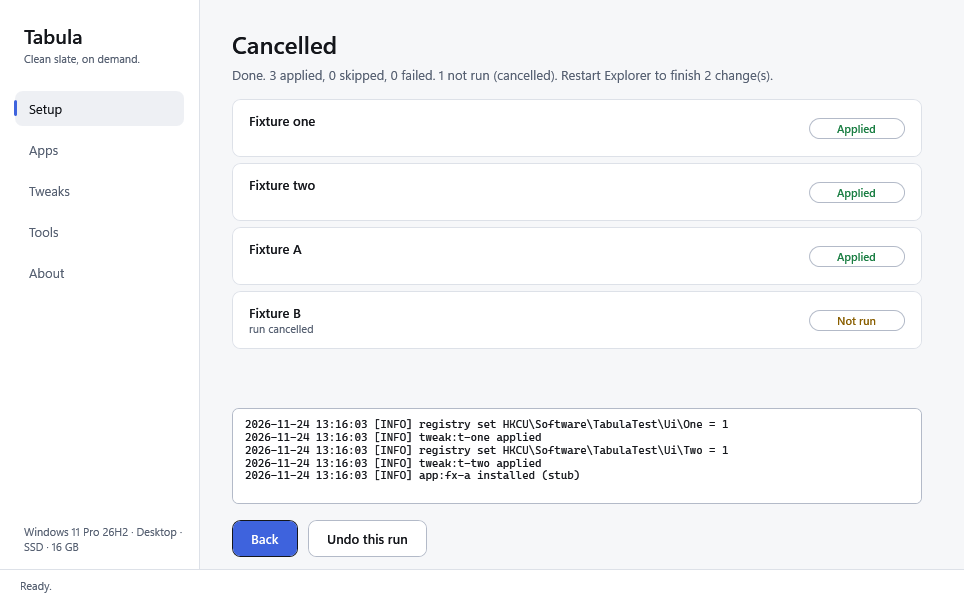 Tabula
Clean slate, on demand.
Setup
Apps
Tweaks
Tools
About
Windows 11 Pro 26H2 · Desktop ·
SSD · 16 GB
Cancelled
Done. 3 applied, 0 skipped, 0 failed. 1 not run (cancelled). Restart Explorer to finish 2 change(s).
Fixture one
Applied
Fixture two
Applied
Fixture A
Applied
Fixture B
run cancelled
Not run
2026-11-24 13:16:03 [INFO] registry set HKCU\Software\TabulaTest\Ui\One = 1
2026-11-24 13:16:03 [INFO] tweak:t-one applied
2026-11-24 13:16:03 [INFO] registry set HKCU\Software\TabulaTest\Ui\Two = 1
2026-11-24 13:16:03 [INFO] tweak:t-two applied
2026-11-24 13:16:03 [INFO] app:fx-a installed (stub)
Back
Undo this run
Ready.